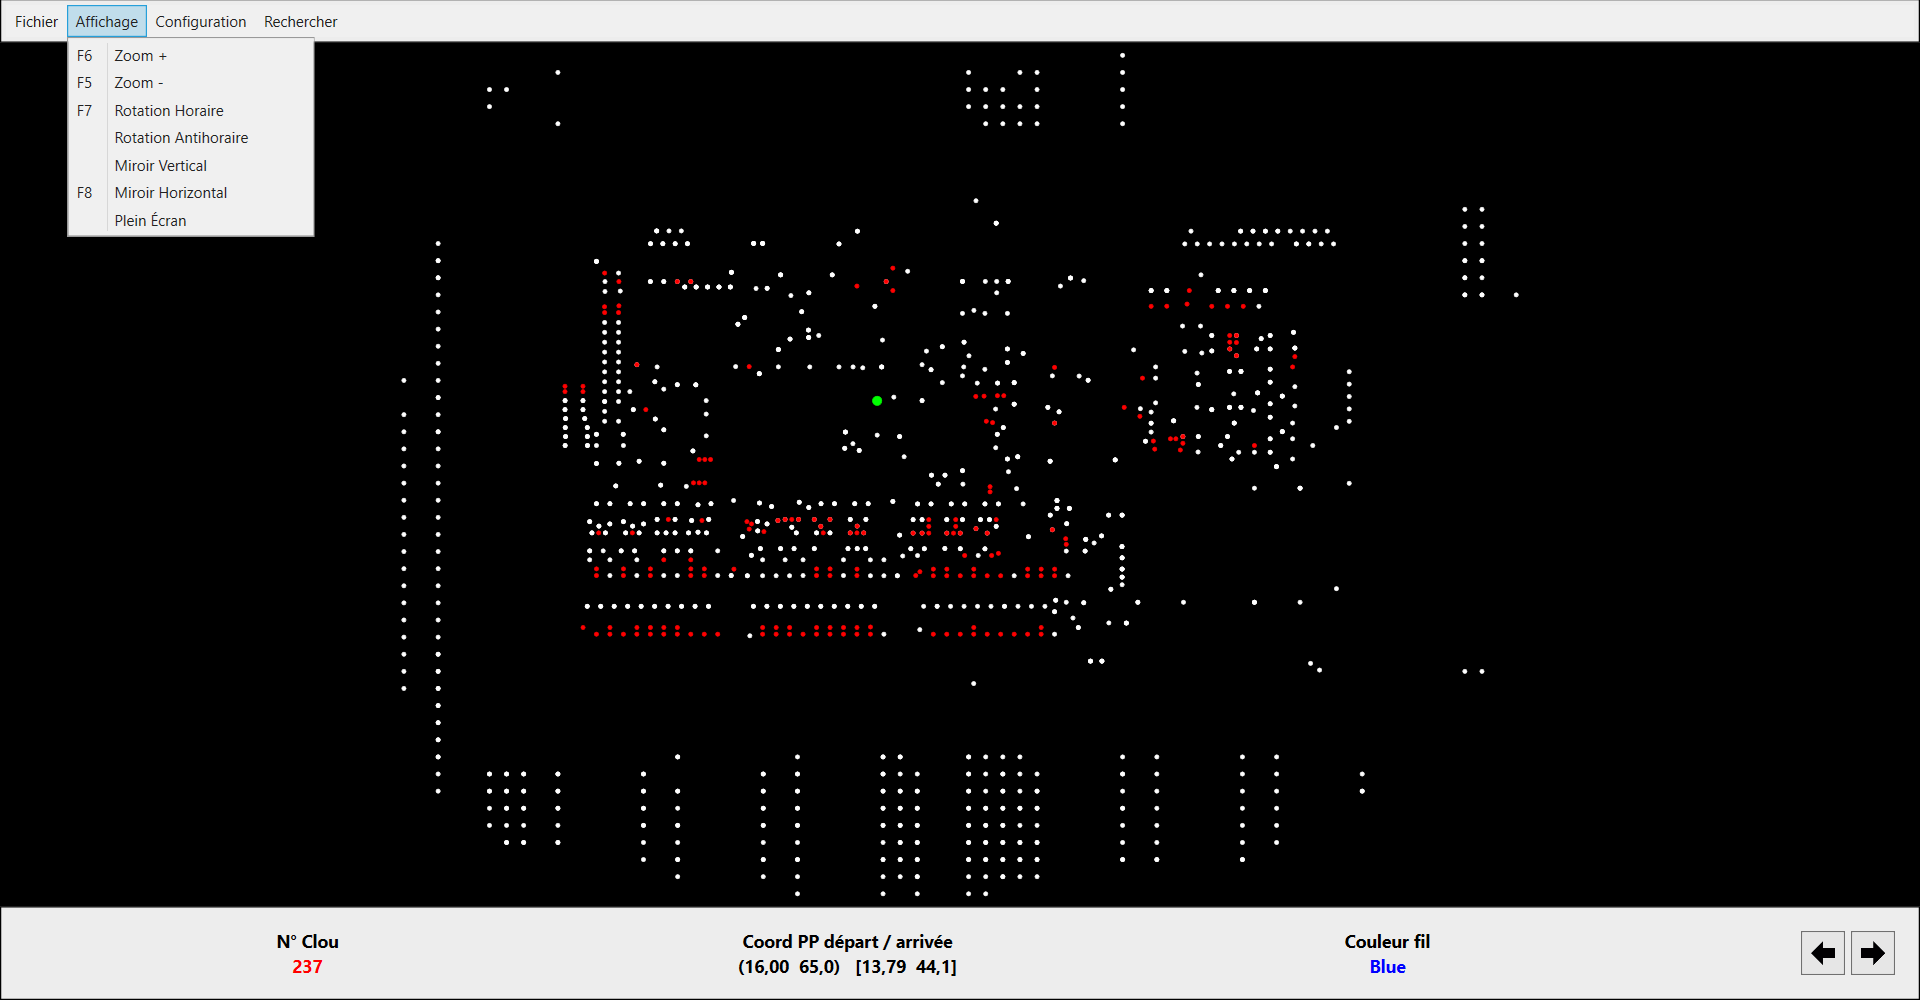 Fichier Affichage Configuration Rechercher
F6 Zoom +
F5 Zoom -
F7 Rotation Horaire
Rotation Antihoraire
Miroir Vertical
F8 Miroir Horizontal
Plein Écran
N° Clou Coord PP départ / arrivée Couleur fil
237 (16,00 65,0) [13,79 44,1] Blue